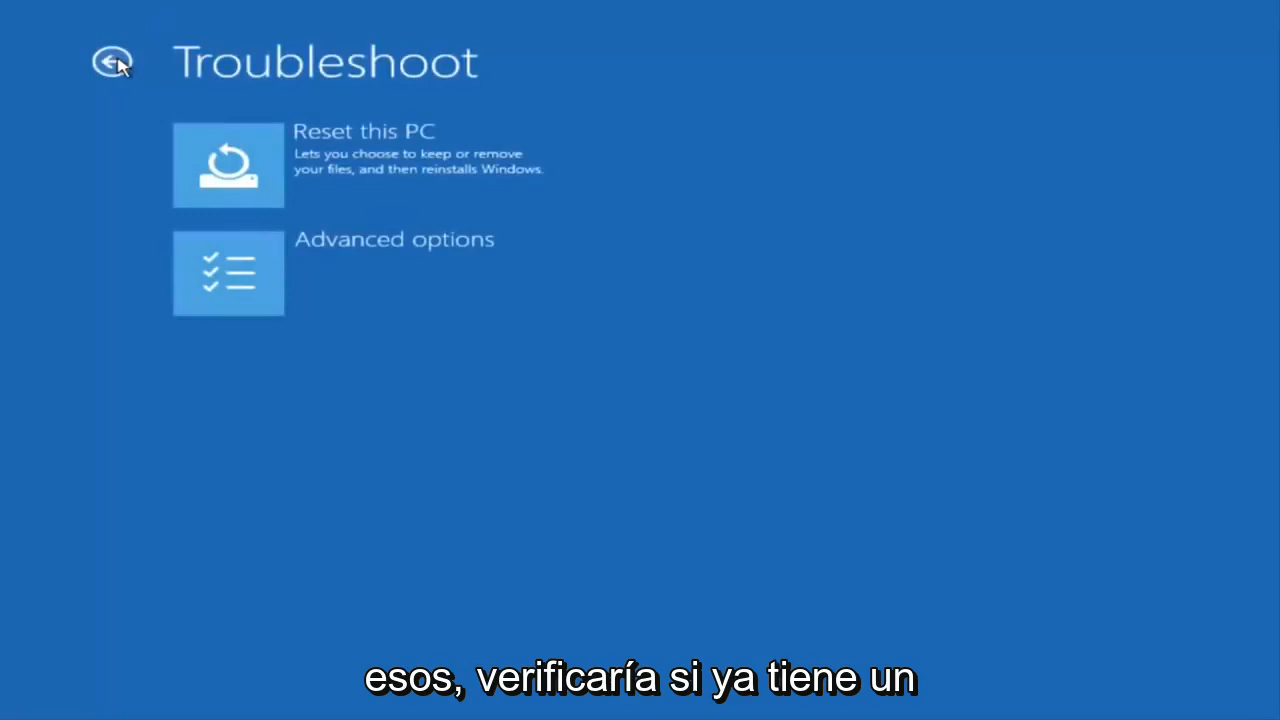 Troubleshoot
Reset this PC
Lets you choose to keep or remove
your files, and then reinstalls Windows.
Advanced options
esos, verificaría si ya tiene un